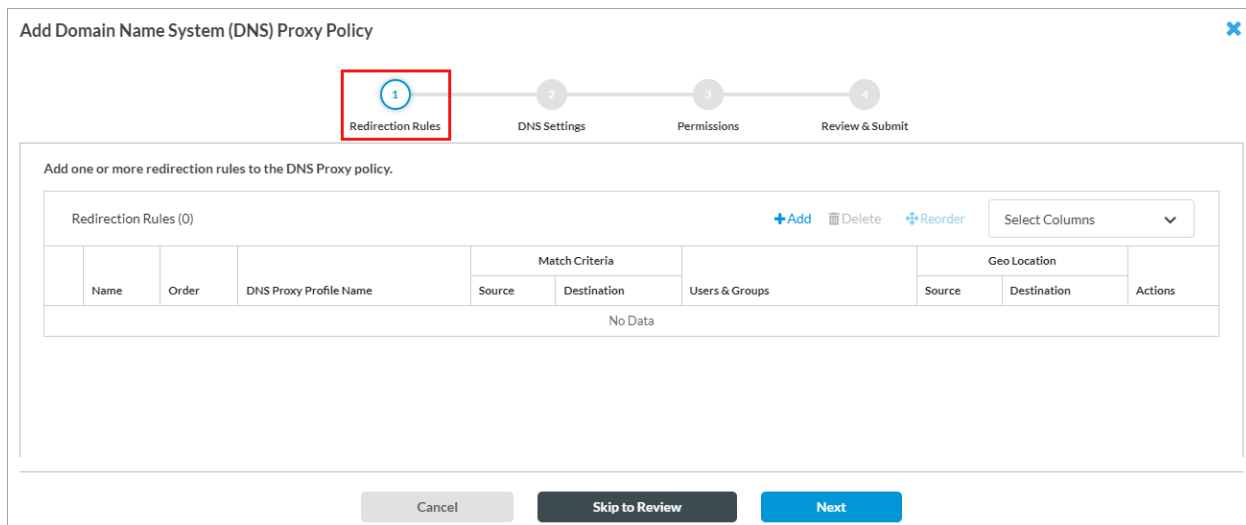 Add Domain Name System (DNS) Proxy Policy
1 2 3 4
Redirection Rules DNS Settings Permissions Review & Submit
Add one or more redirection rules to the DNS Proxy policy.
Redirection Rules (0) +Add Delete Reorder Select Columns
Match Criteria Geo Location
Name Order DNS Proxy Profile Name Source Destination Users & Groups Source Destination Actions
No Data
Cancel Skip to Review Next